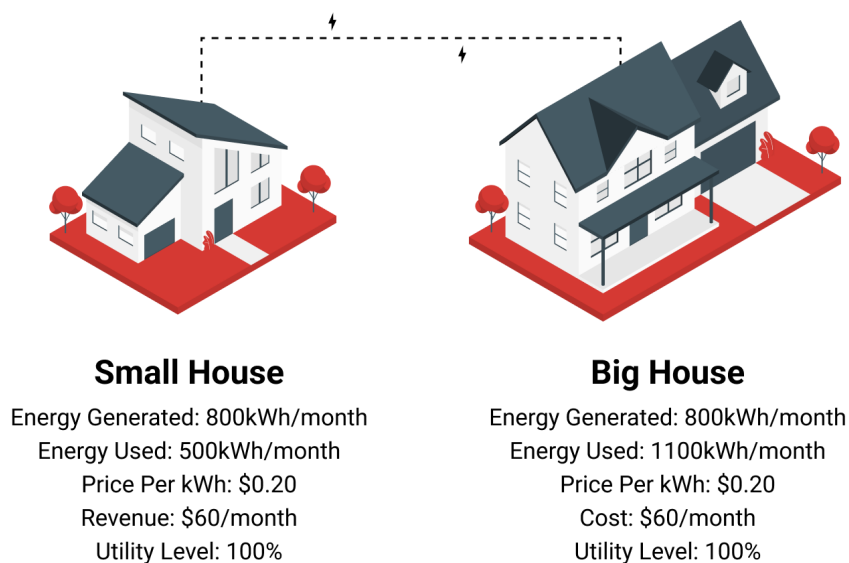 Small House
Energy Generated: 800kWh/month
Energy Used: 500kWh/month
Price Per kWh: $0.20
Revenue: $60/month
Utility Level: 100%
Big House
Energy Generated: 800kWh/month
Energy Used: 1100kWh/month
Price Per kWh: $0.20
Cost: $60/month
Utility Level: 100%